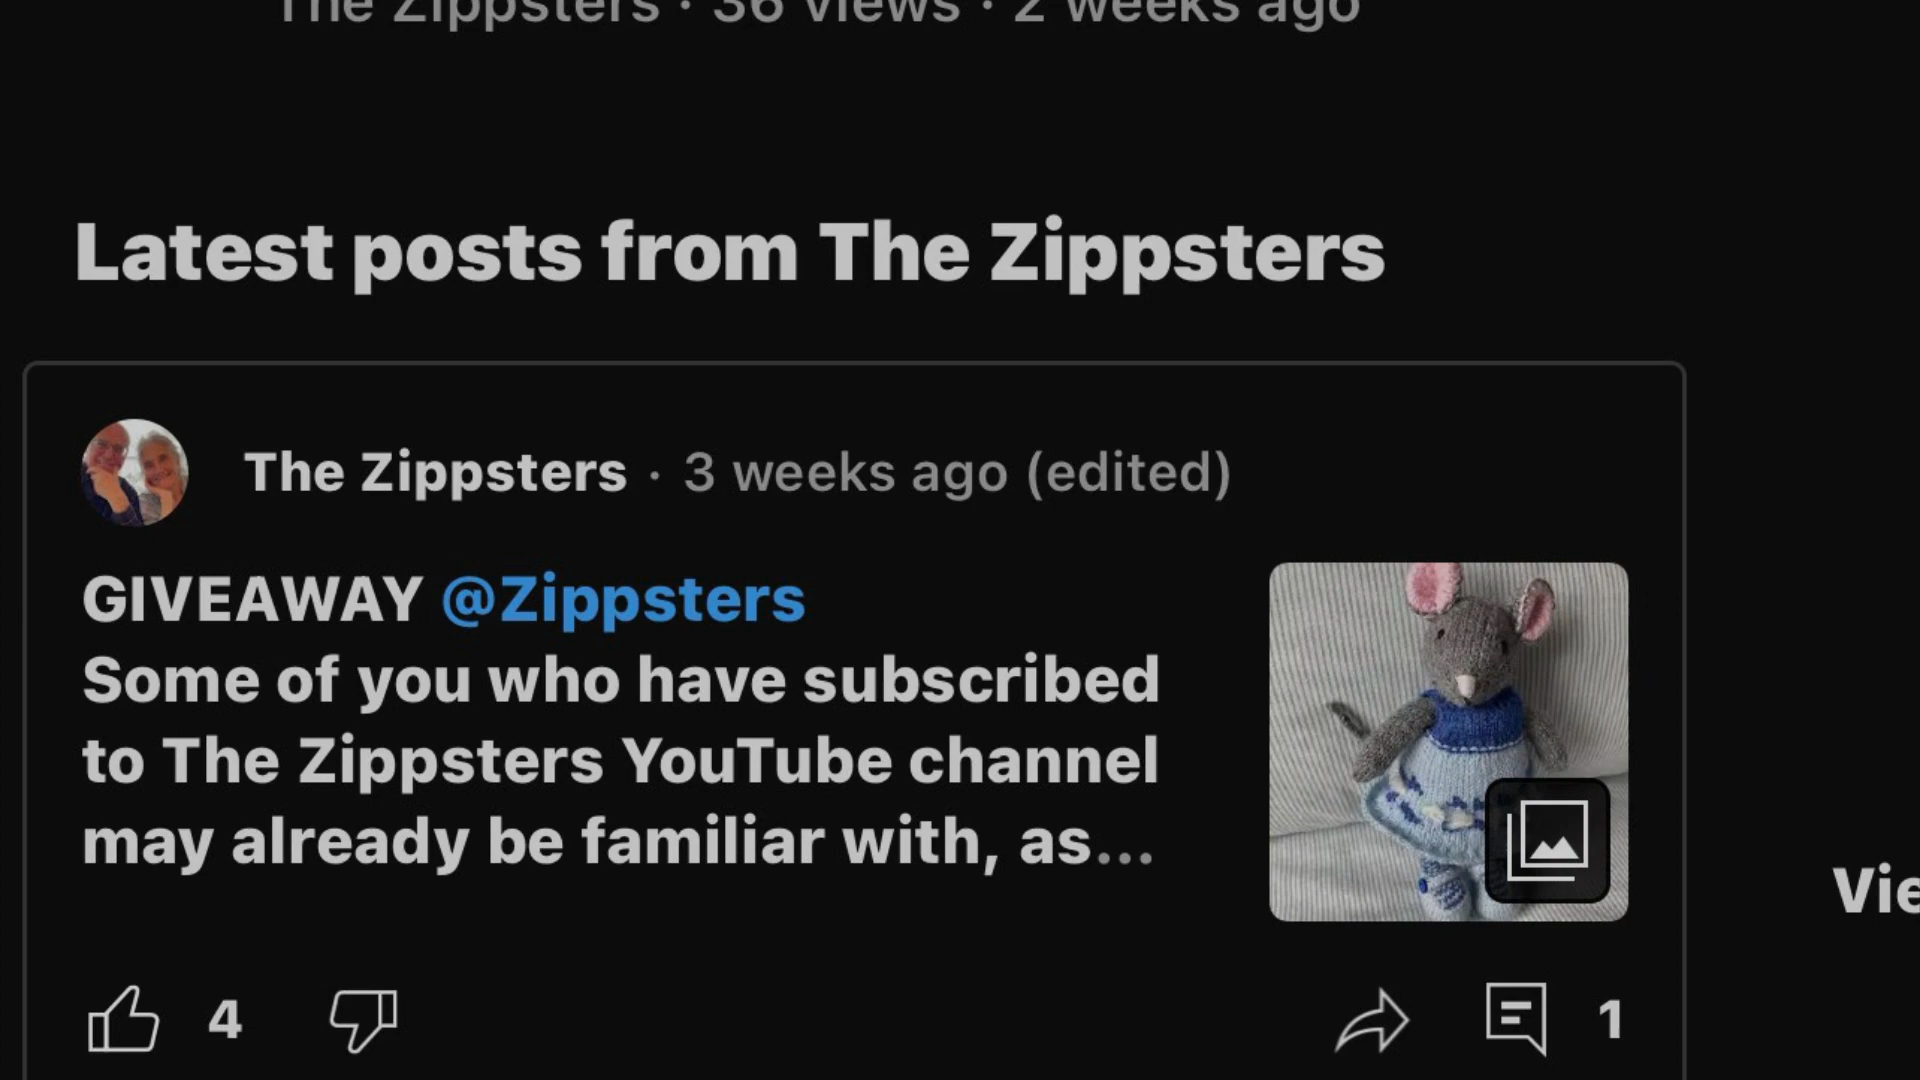 The Zippsters · 36 views · 2 weeks ago
Latest posts from The Zippsters
The Zippsters · 3 weeks ago (edited)
GIVEAWAY @Zippsters
Some of you who have subscribed
to The Zippsters YouTube channel
may already be familiar with, as...
Vie
4
1